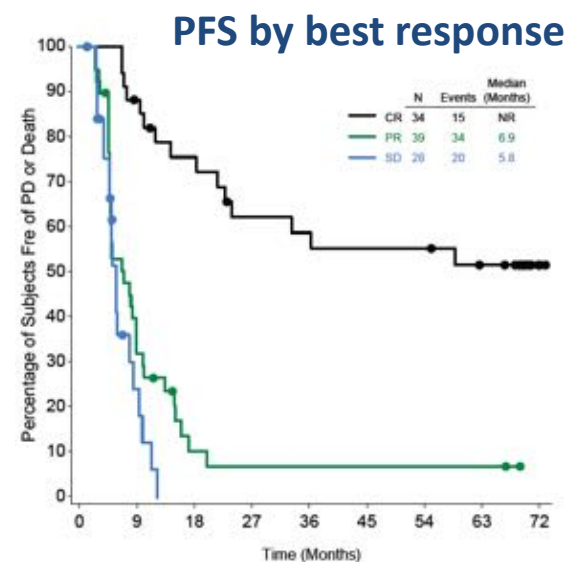 PFS by best response
Percentage of Subjects Fre of PD or Death
100
90
80
70
60
50
40
30
20
10
0
N Events Median (Months)
CR 34 15 NR
PR 39 34 6.9
SD 28 20 5.8
0 9 18 27 36 45 54 63 72
Time (Months)